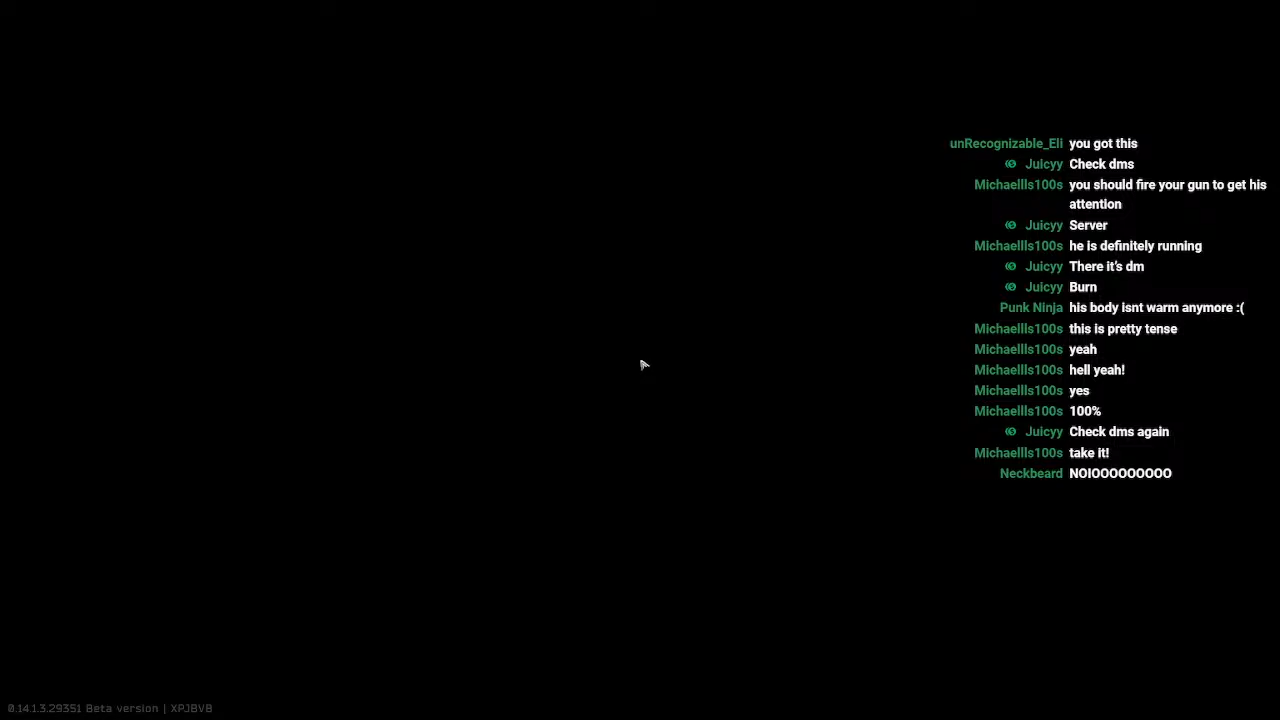 unRecognizable_Eli you got this
Juicyy Check dms
Michaellls100s you should fire your gun to get his
attention
Juicyy Server
Michaellls100s he is definitely running
Juicyy There it's dm
Juicyy Burn
Punk Ninja his body isnt warm anymore :(
Michaellls100s this is pretty tense
Michaellls100s yeah
Michaellls100s hell yeah!
Michaellls100s yes
Michaellls100s 100%
Juicyy Check dms again
Michaellls100s take it!
Neckbeard NOIOOOOOOOOO
0.14.1.3.29351 Beta version | XPJBVB